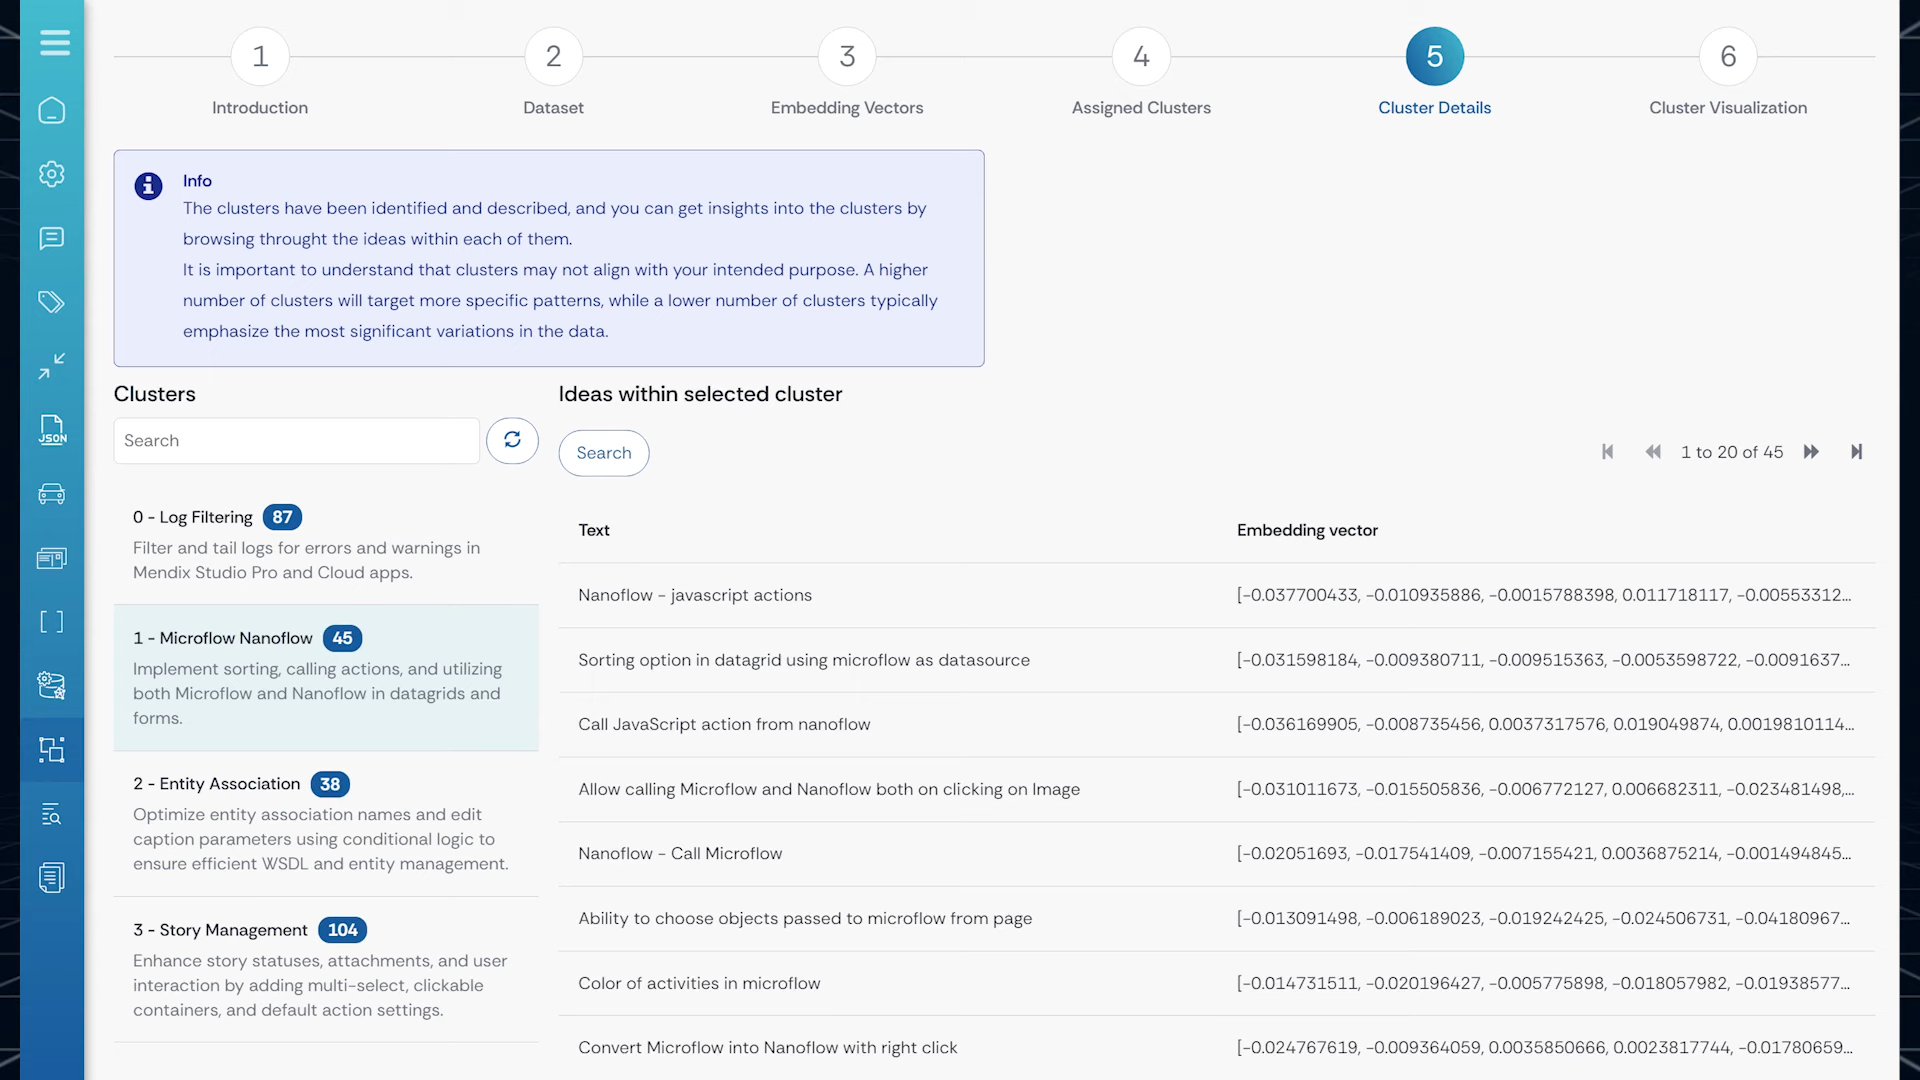 1
2
3
4
5
6
Introduction
Dataset
Embedding Vectors
Assigned Clusters
Cluster Details
Cluster Visualization
Info
The clusters have been identified and described, and you can get insights into the clusters by
browsing throught the ideas within each of them.
It is important to understand that clusters may not align with your intended purpose. A higher
number of clusters will target more specific patterns, while a lower number of clusters typically
emphasize the most significant variations in the data.
JSON
Clusters
Search
0 - Log Filtering 87
Filter and tail logs for errors and warnings in
Mendix Studio Pro and Cloud apps.
1 - Microflow Nanoflow 45
Implement sorting, calling actions, and utilizing
both Microflow and Nanoflow in datagrids and
forms.
2 - Entity Association 38
Optimize entity association names and edit
caption parameters using conditional logic to
ensure efficient WSDL and entity management.
3 - Story Management 104
Enhance story statuses, attachments, and user
interaction by adding multi-select, clickable
containers, and default action settings.
Ideas within selected cluster
Search
1 to 20 of 45
Text Embedding vector
Nanoflow - javascript actions [-0.037700433, -0.010935886, -0.0015788398, 0.011718117, -0.00553312...
Sorting option in datagrid using microflow as datasource [-0.031598184, -0.009380711, -0.009515363, -0.0053598722, -0.0091637...
Call JavaScript action from nanoflow [-0.036169905, -0.008735456, 0.0037317576, 0.019049874, 0.0019810114...
Allow calling Microflow and Nanoflow both on clicking on Image [-0.031011673, -0.015505836, -0.006772127, 0.006682311, -0.023481498,...
Nanoflow - Call Microflow [-0.02051693, -0.017541409, -0.007155421, 0.0036875214, -0.001494845...
Ability to choose objects passed to microflow from page [-0.013091498, -0.006189023, -0.019242425, -0.024506731, -0.04180967...
Color of activities in microflow [-0.014731511, -0.020196427, -0.005775898, -0.018057982, -0.01938577...
Convert Microflow into Nanoflow with right click [-0.024767619, -0.009364059, 0.0035850666, 0.0023817744, -0.01780659...